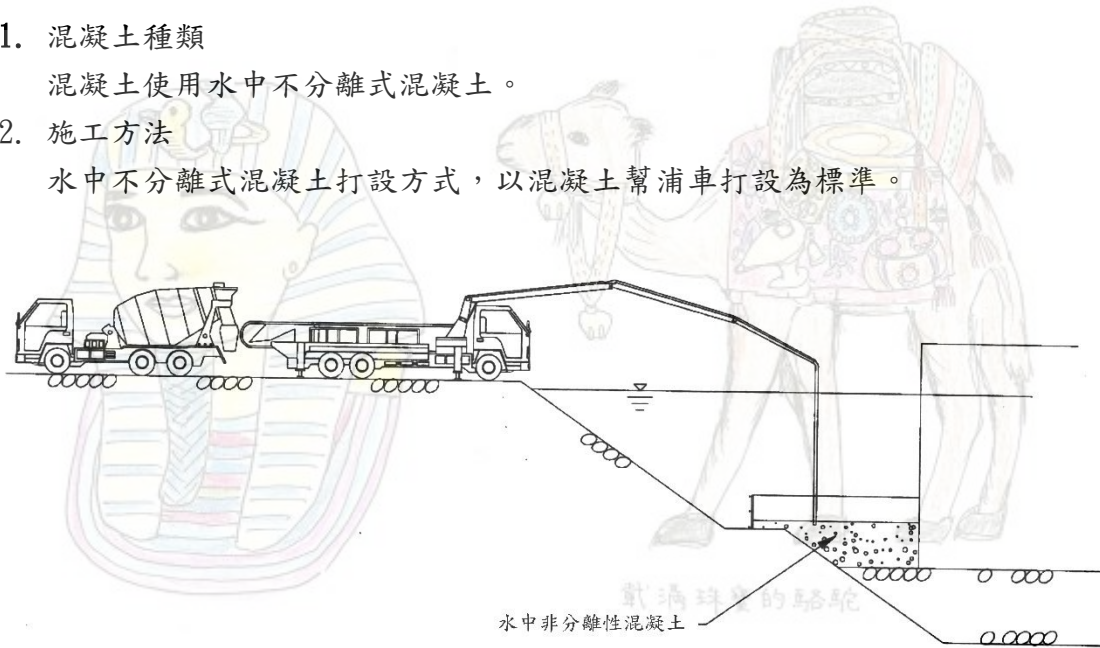 1. 混凝土種類
混凝土使用水中不分離式混凝土。
2. 施工方法
水中不分離式混凝土打設方式，以混凝土幫浦車打設為標準。
水中非分離性混凝土
戴滿珠寶的駱駝